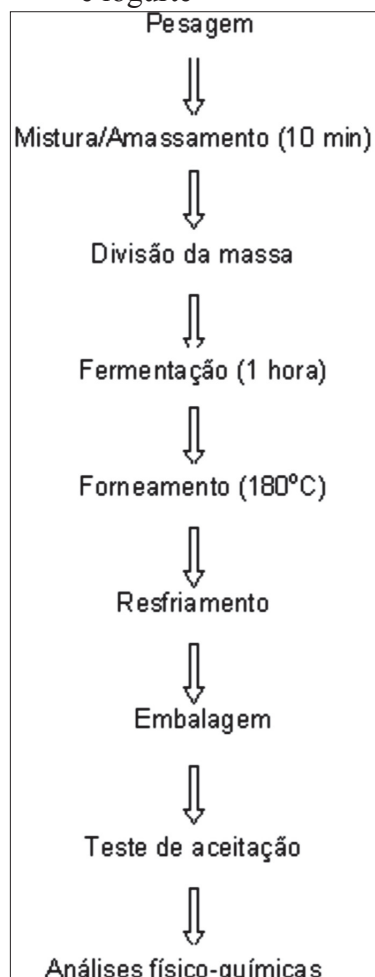 e iogurte
Pesagem
Mistura/Amassamento (10 min)
Divisão da massa
Fermentação (1 hora)
Forneamento (180ºC)
Resfriamento
Embalagem
Teste de aceitação
Análises físico-químicas